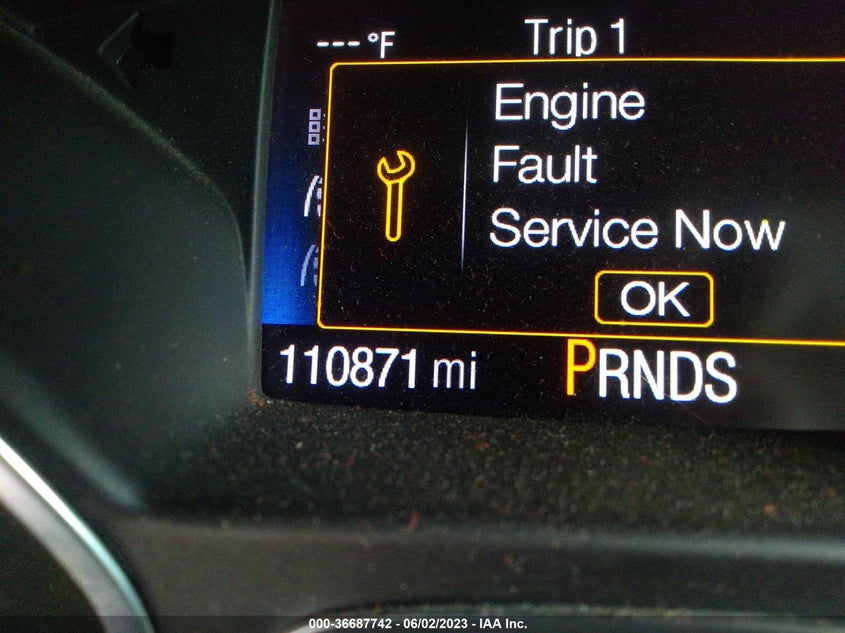 ---°F
Trip 1
Engine
Fault
Service Now
OK
110871 mi
PRNDS
000-36687742 - 06/02/2023 - IAA Inc.